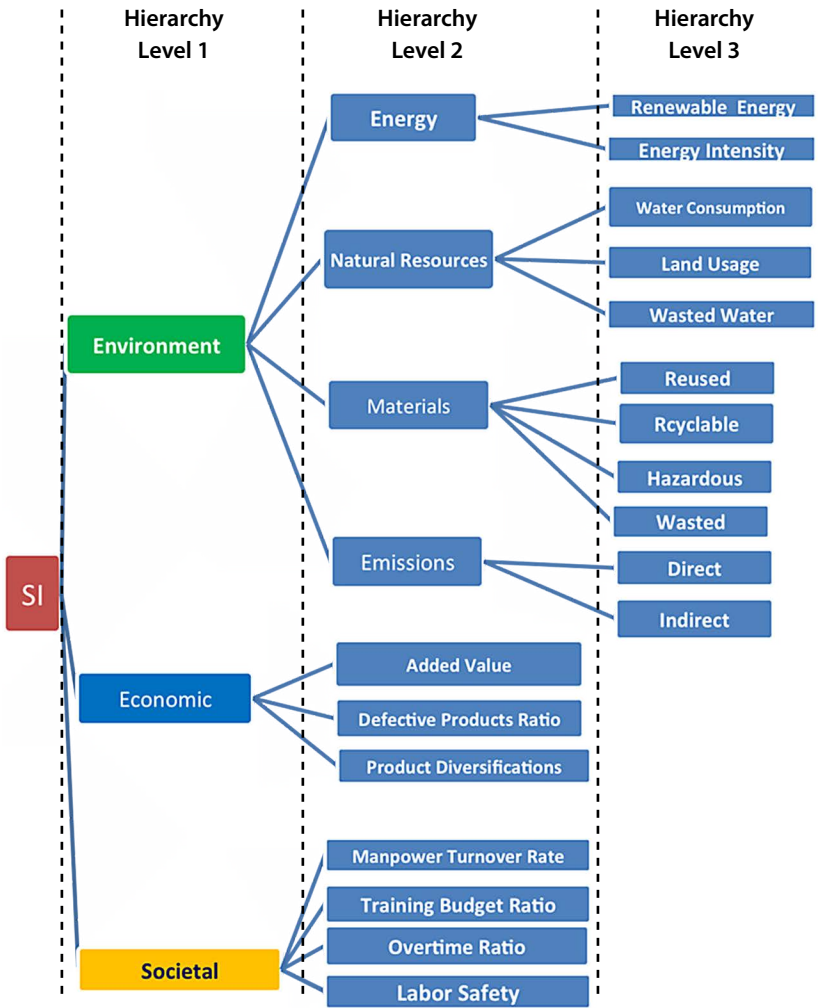 Hierarchy
Level 1
Hierarchy
Level 2
Hierarchy
Level 3
SI
Environment
Energy
Renewable Energy
Energy Intensity
Natural Resources
Water Consumption
Land Usage
Wasted Water
Materials
Reused
Rcyclable
Hazardous
Wasted
Emissions
Direct
Indirect
Economic
Added Value
Defective Products Ratio
Product Diversifications
Societal
Manpower Turnover Rate
Training Budget Ratio
Overtime Ratio
Labor Safety